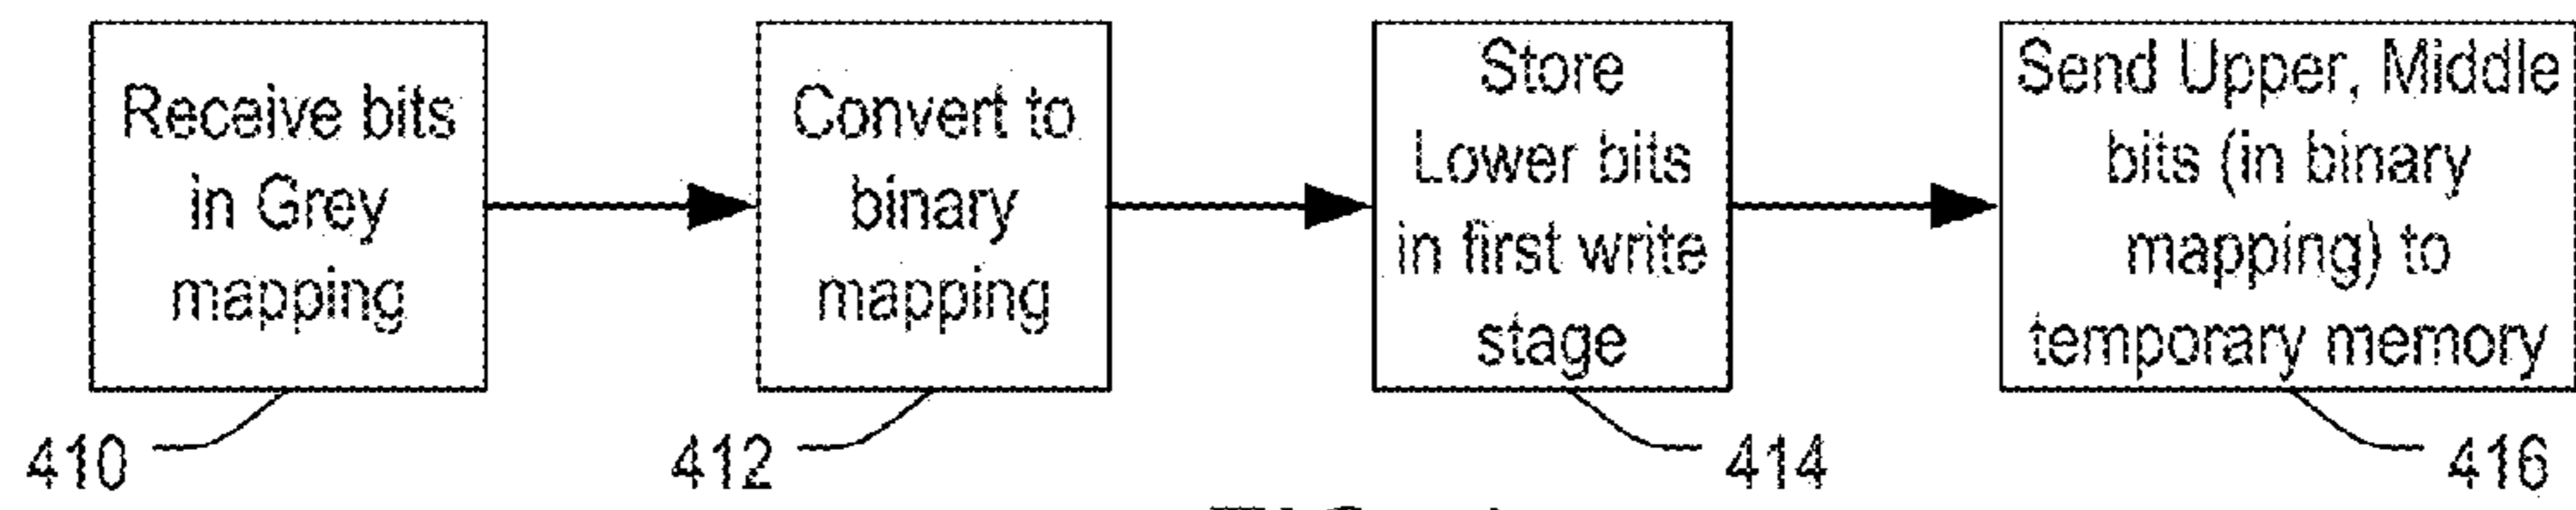 Receive bits
in Grey
mapping
Convert to
binary
mapping
Store
Lower bits
in first write
stage
Send Upper, Middle
bits (in binary
mapping) to
temporary memory
410
412
414
416